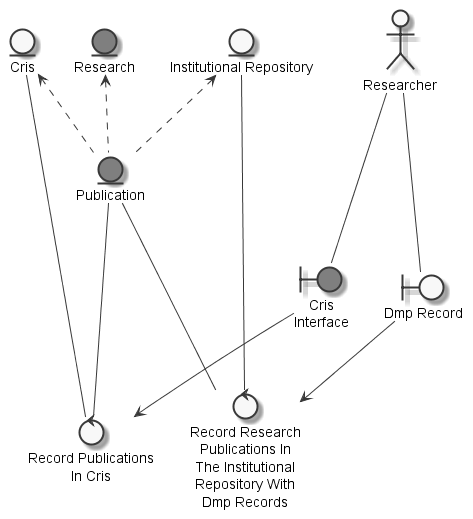 Cris
Research
Institutional Repository
Researcher
Publication
Cris
Interface
Dmp Record
Record Publications
In Cris
Record Research
Publications In
The Institutional
Repository With
Dmp Records